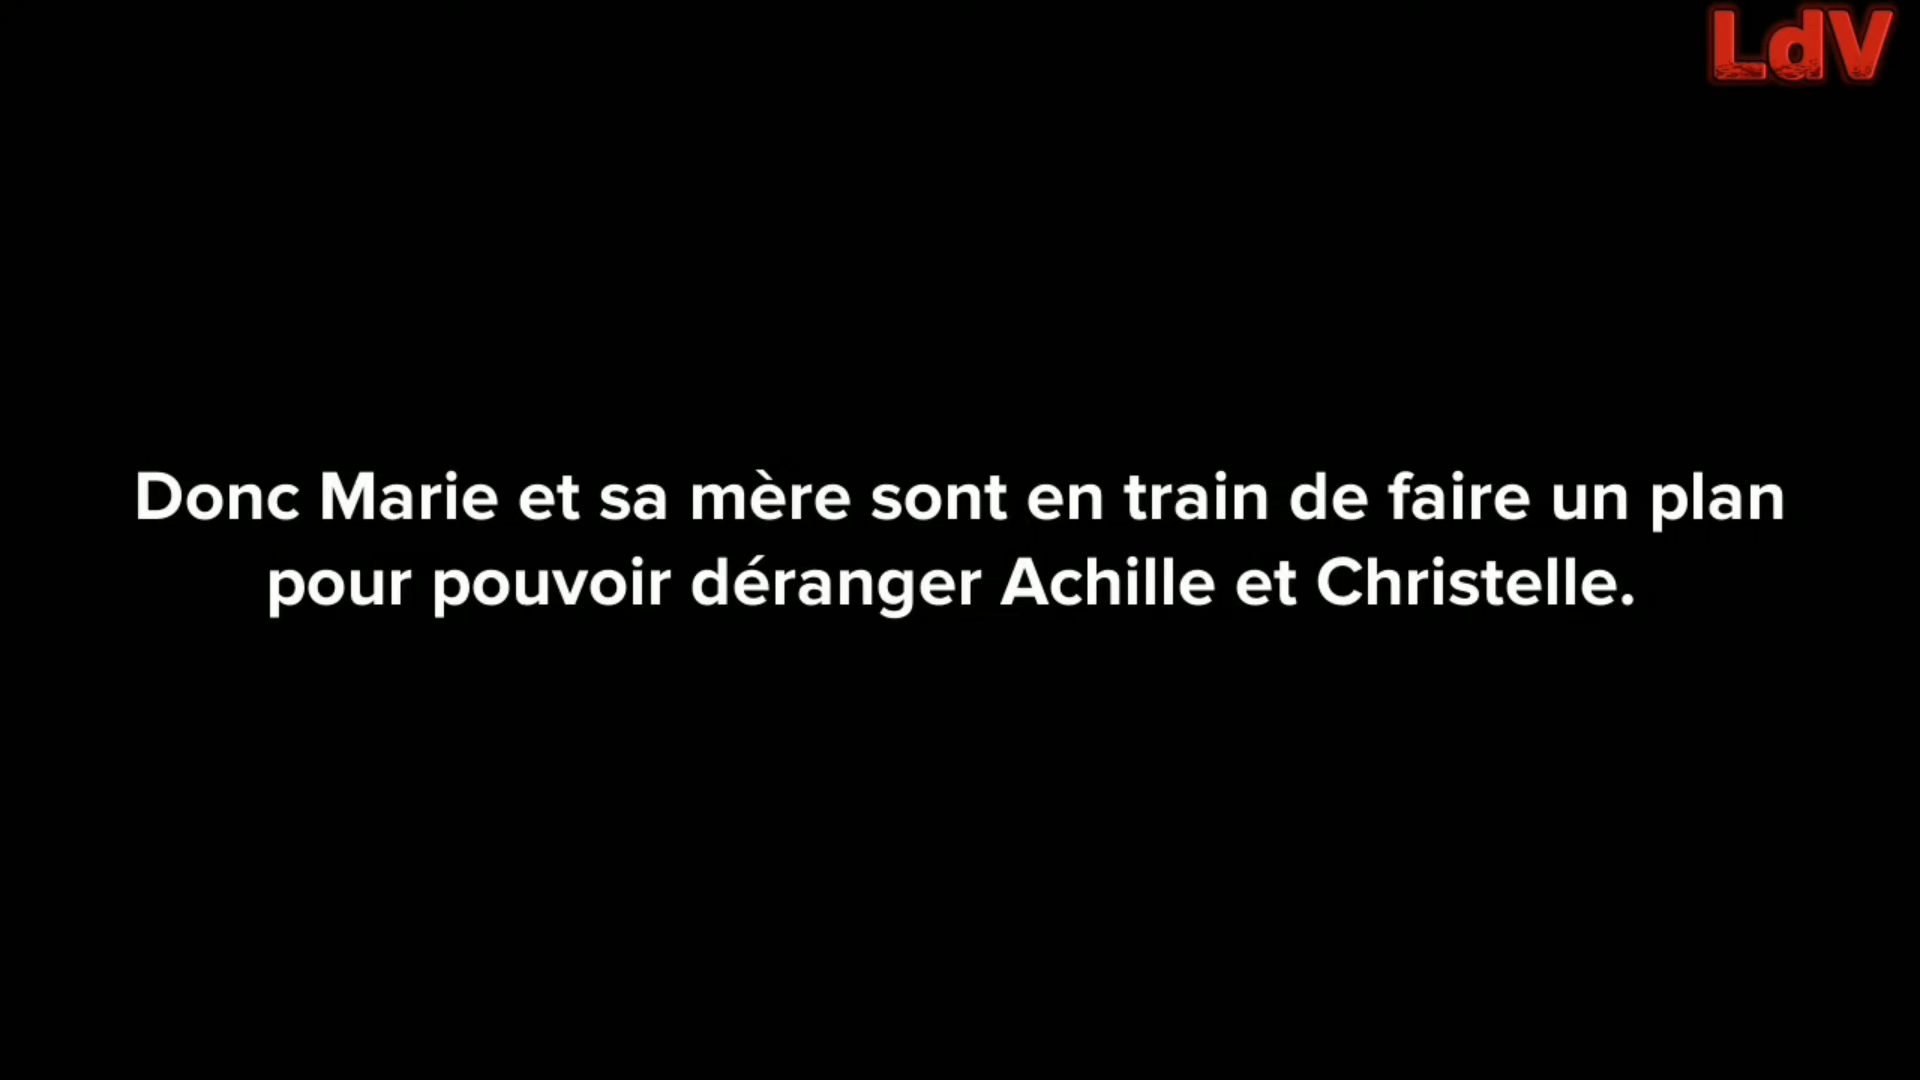 LdV
Donc Marie et sa mère sont en train de faire un plan
pour pouvoir déranger Achille et Christelle.